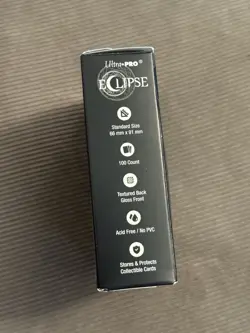 Ultra•PRO®
ECLIPSE
Standard Size
66 mm x 91 mm
100 Count
Textured Back
Gloss Front
Acid Free / No PVC
Stores & Protects
Collectible Cards